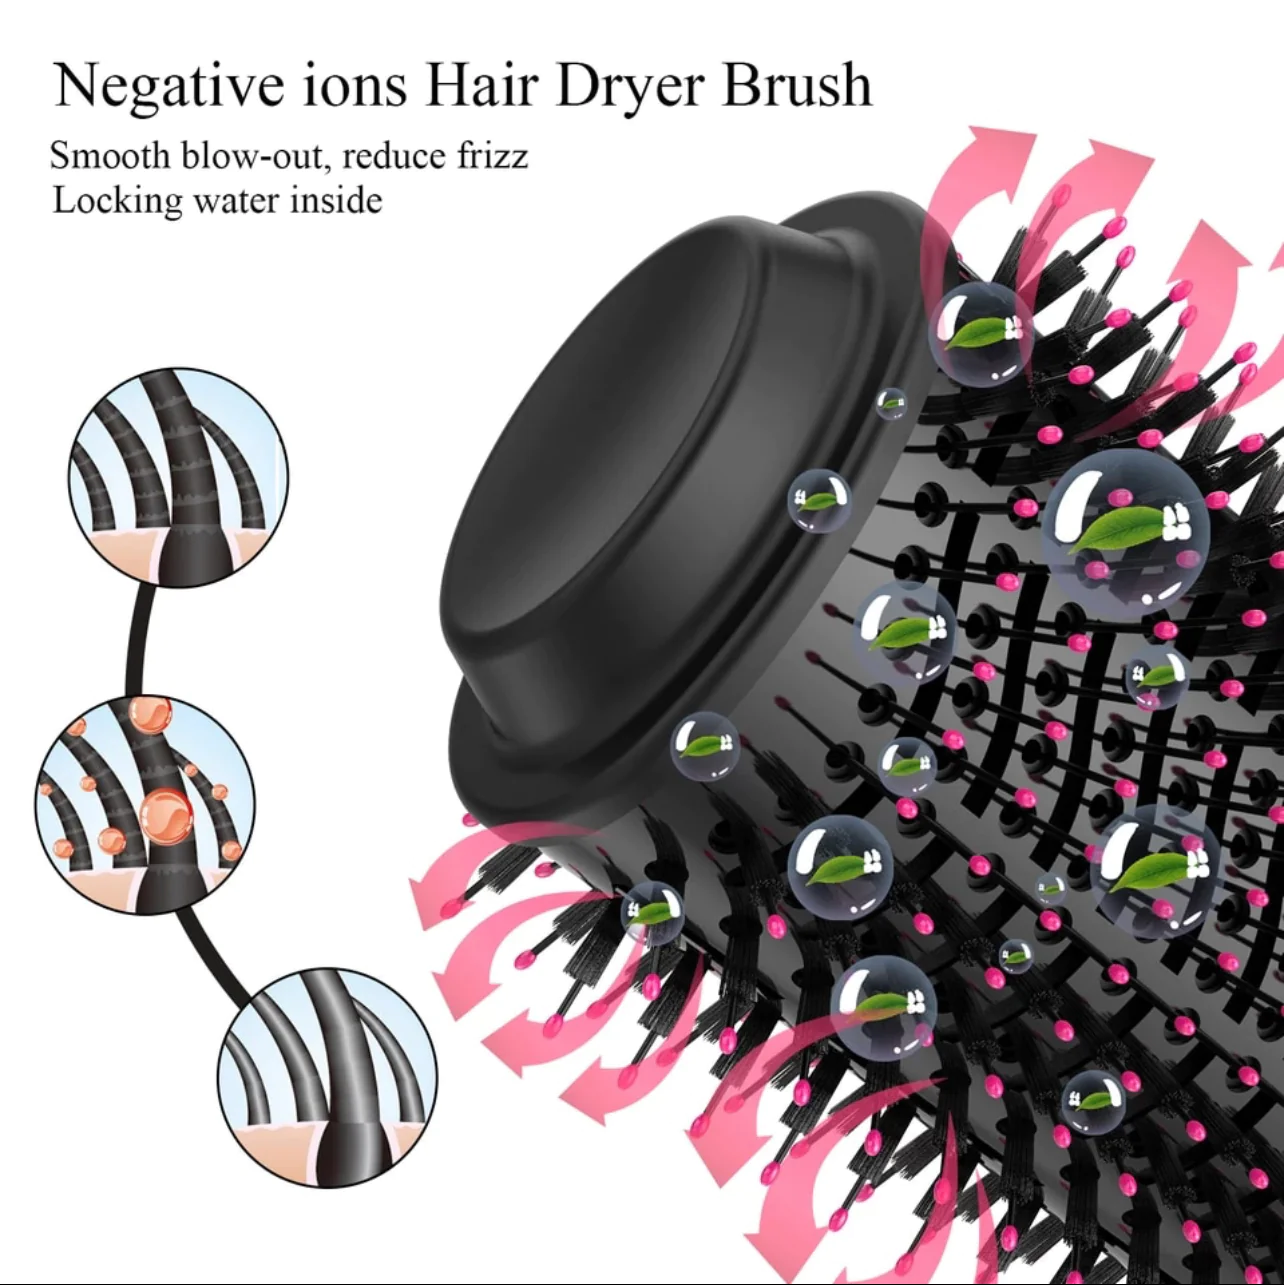 Negative ions Hair Dryer Brush
Smooth blow-out, reduce frizz
Locking water inside